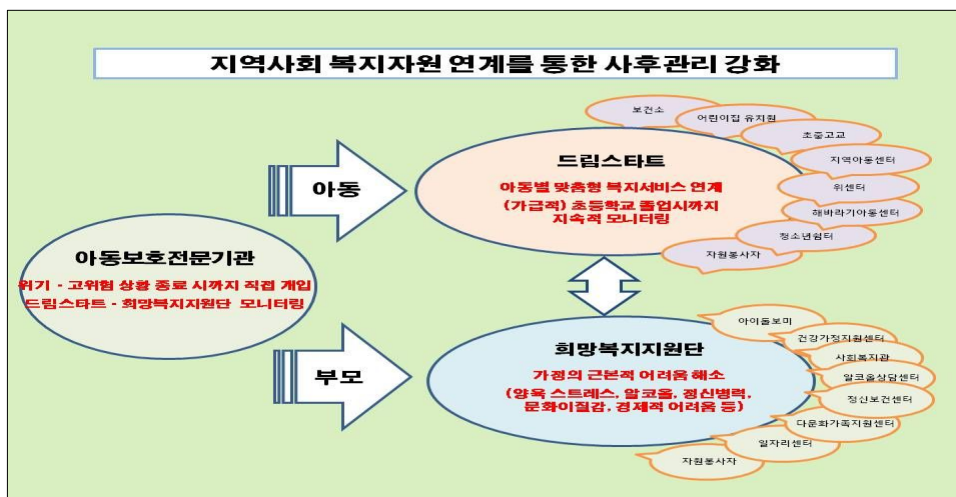 지역사회 복지자원 연계를 통한 사후관리 강화
보건소
어린이집 유치원
초중고교
지역아동센터
위센터
해바라기아동센터
청소년쉼터
자원봉사자
아동
드림스타트
아동별 맞춤형 복지서비스 연계
(가급적) 초등학교 졸업시까지
지속적 모니터링
아동보호전문기관
위기 - 고위험 상황 종료 시까지 직접 개입
드림스타트 - 희망복지지원단 모니터링
부모
희망복지지원단
가정의 근본적 어려움 해소
(양육 스트레스, 알코올, 정신병력,
문화이질감, 경제적 어려움 등)
아이돌보미
건강가정지원센터
사회복지관
알코올상담센터
정신보건센터
다문화가족지원센터
일자리센터
자원봉사자